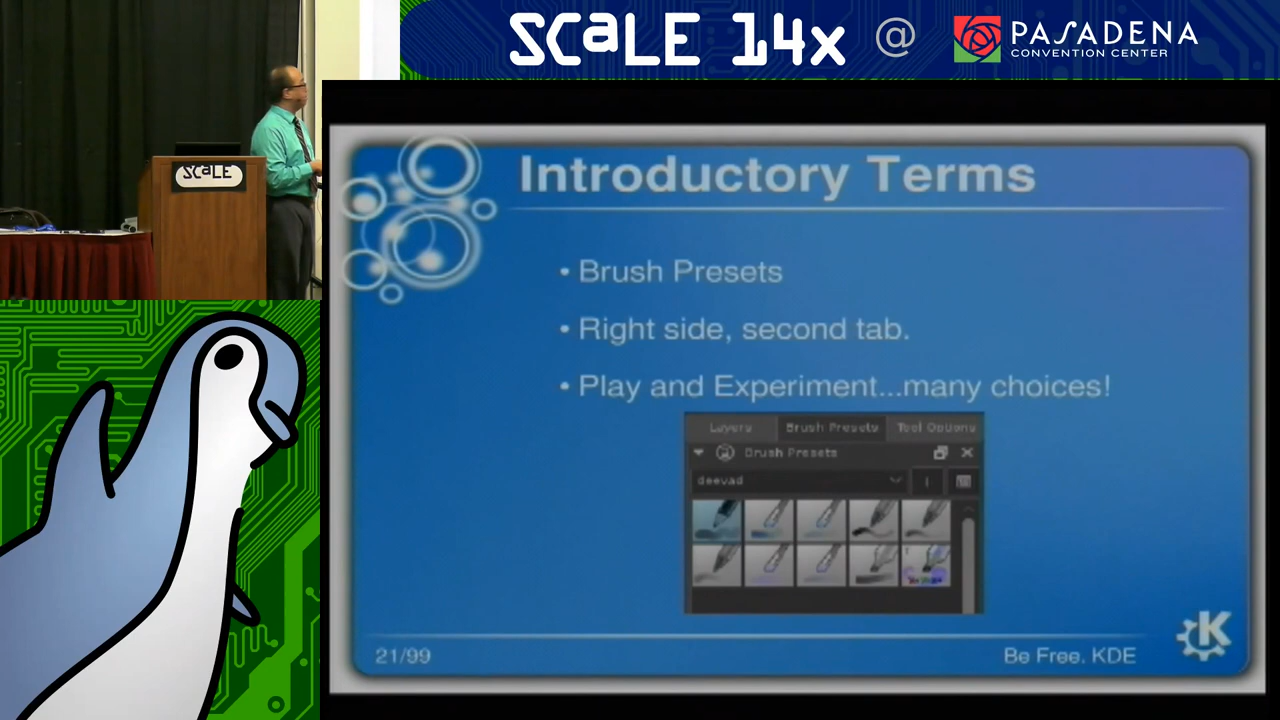 SCaLE 14x @ PASADENA
CONVENTION CENTER
SCaLE
Introductory Terms
• Brush Presets
• Right side, second tab.
• Play and Experiment...many choices!
Layers Brush Presets Tool Options
Brush Presets
deevad
21/99
Be Free. KDE
K